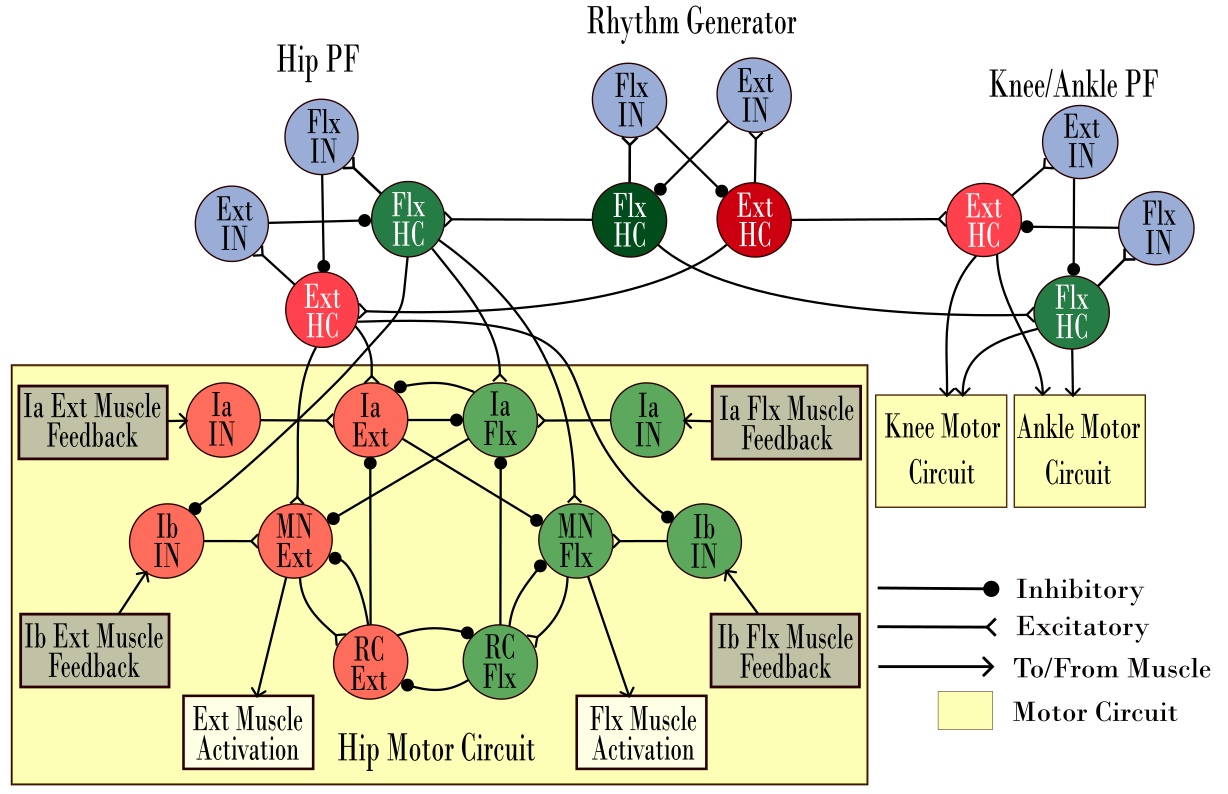 Rhythm Generator
Hip PF
Knee/Ankle PF
Flx
IN
Ext
IN
Flx
IN
Ext
IN
Ext
IN
Flx
HC
Flx
HC
Ext
HC
Ext
HC
Flx
IN
Ext
HC
Flx
HC
Ia Ext Muscle
Feedback
Ia
IN
Ia
Ext
Ia
Flx
Ia
IN
Ia Flx Muscle
Feedback
Knee Motor
Circuit
Ankle Motor
Circuit
Ib
IN
MN
Ext
MN
Flx
Ib
IN
Ib Ext Muscle
Feedback
RC
Ext
RC
Flx
Ib Flx Muscle
Feedback
Ext Muscle
Activation
Flx Muscle
Activation
Hip Motor Circuit
Inhibitory
Excitatory
To/From Muscle
Motor Circuit